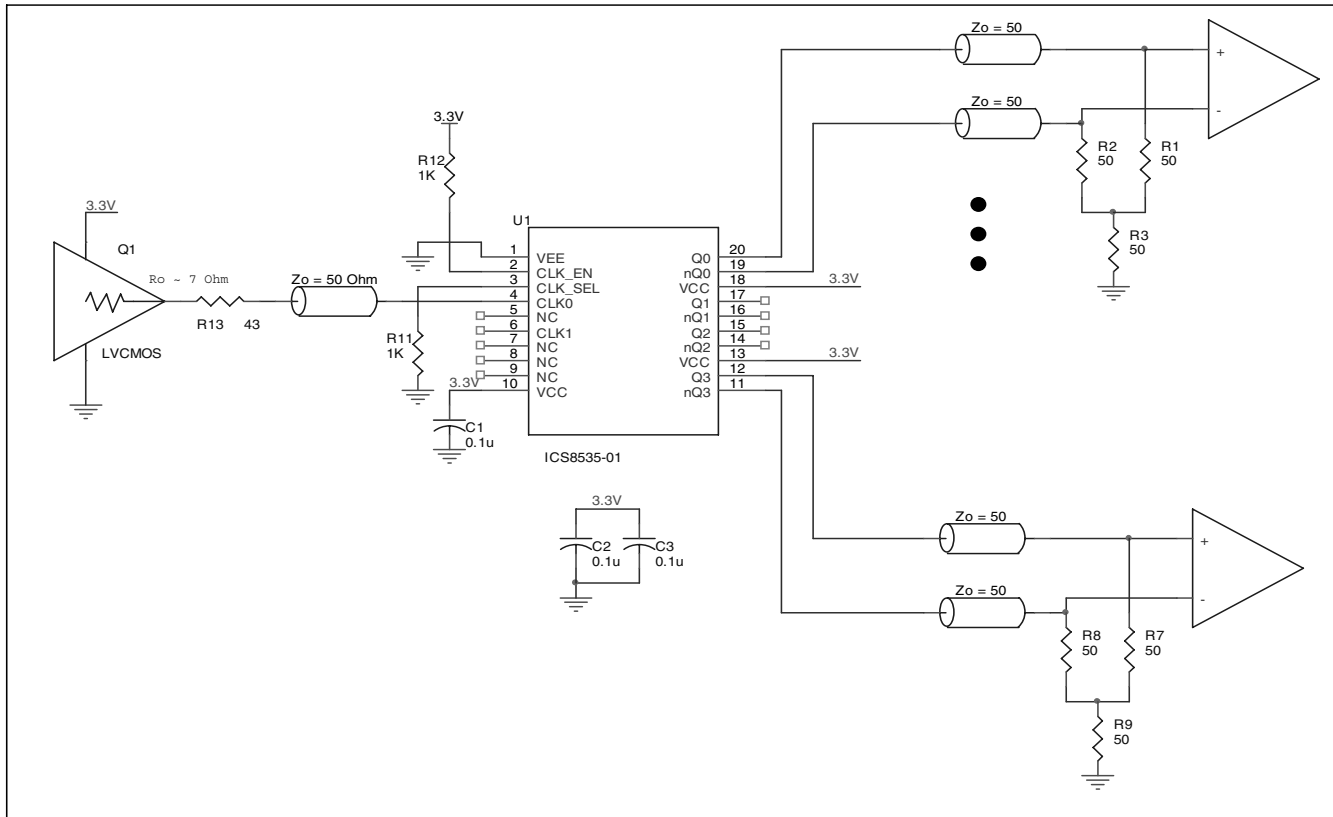 Zo = 50
+
-
Zo = 50
R2
50
R1
50
R3
50
3.3V
R12
1K
3.3V
Q1
Ro ~ 7 Ohm
Zo = 50 Ohm
R13 43
LVCMOS
R11
1K
U1
1 VEE
2 CLK_EN
3 CLK_SEL
4 CLK0
5 NC
6 CLK1
7 NC
8 NC
9 NC
10 VCC
Q0 20
nQ0 19
VCC 18 3.3V
Q1 17
nQ1 16
Q2 15
nQ2 14
VCC 13 3.3V
Q3 12
nQ3 11
3.3V
C1
0.1u
ICS8535-01
3.3V
C2
0.1u
C3
0.1u
Zo = 50
+
-
Zo = 50
R8
50
R7
50
R9
50